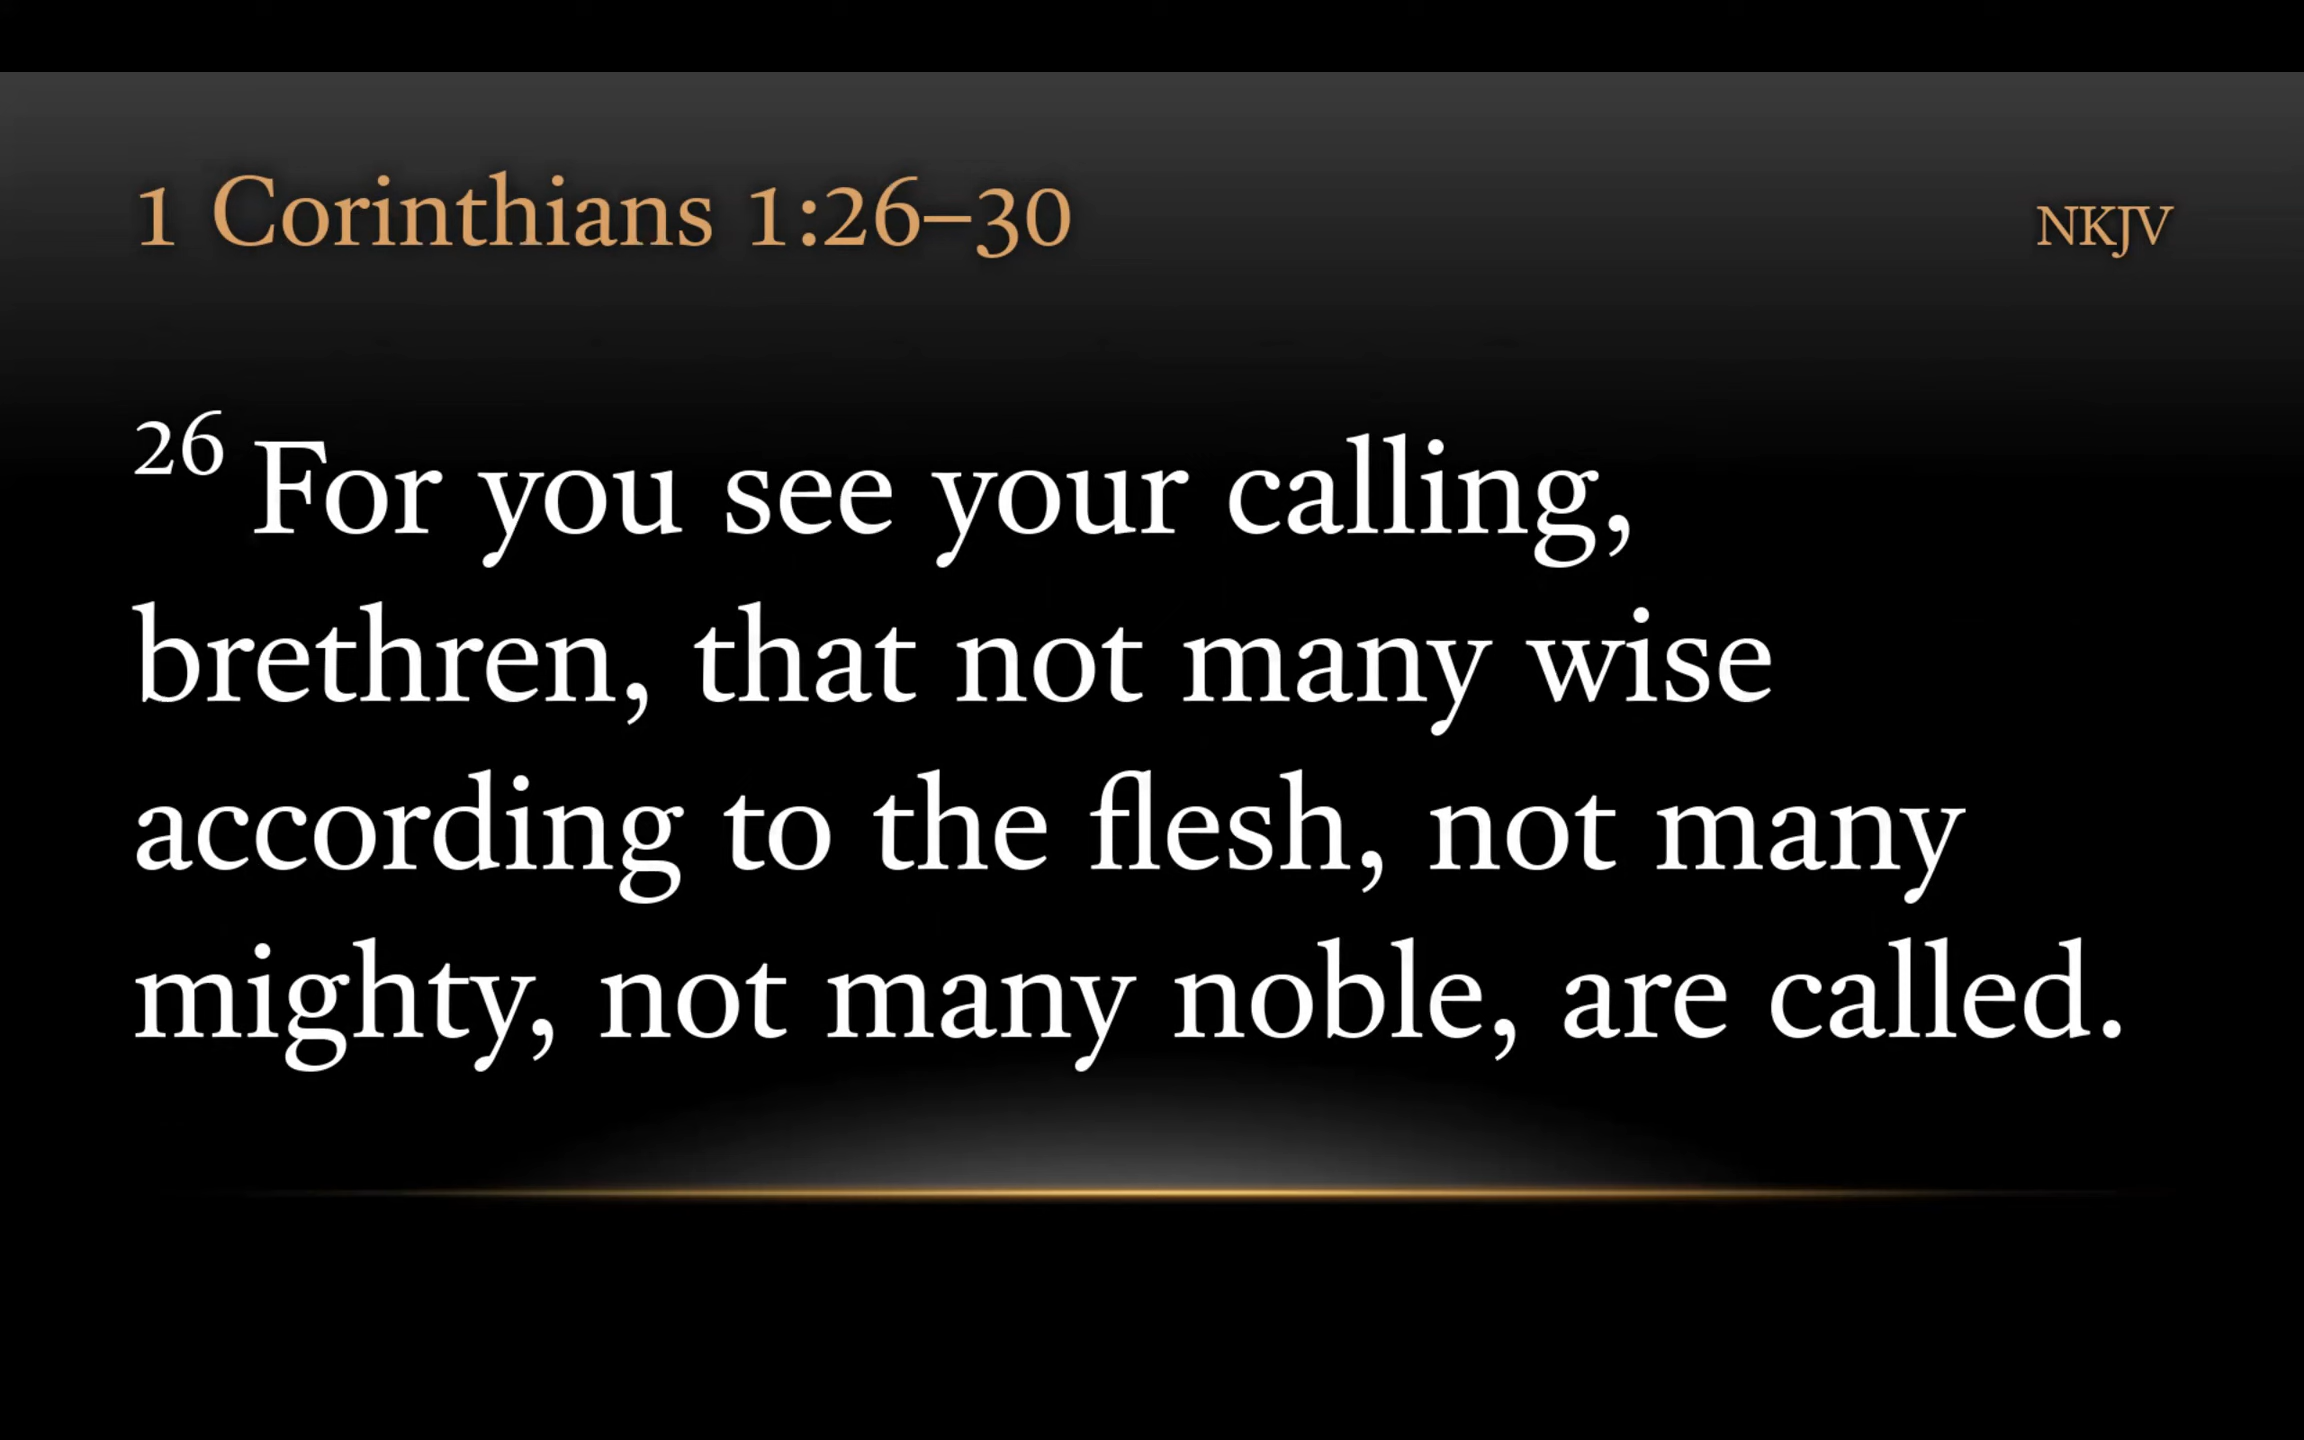 1 Corinthians 1:26–30 NKJV
26 For you see your calling,
brethren, that not many wise
according to the flesh, not many
mighty, not many noble, are called.